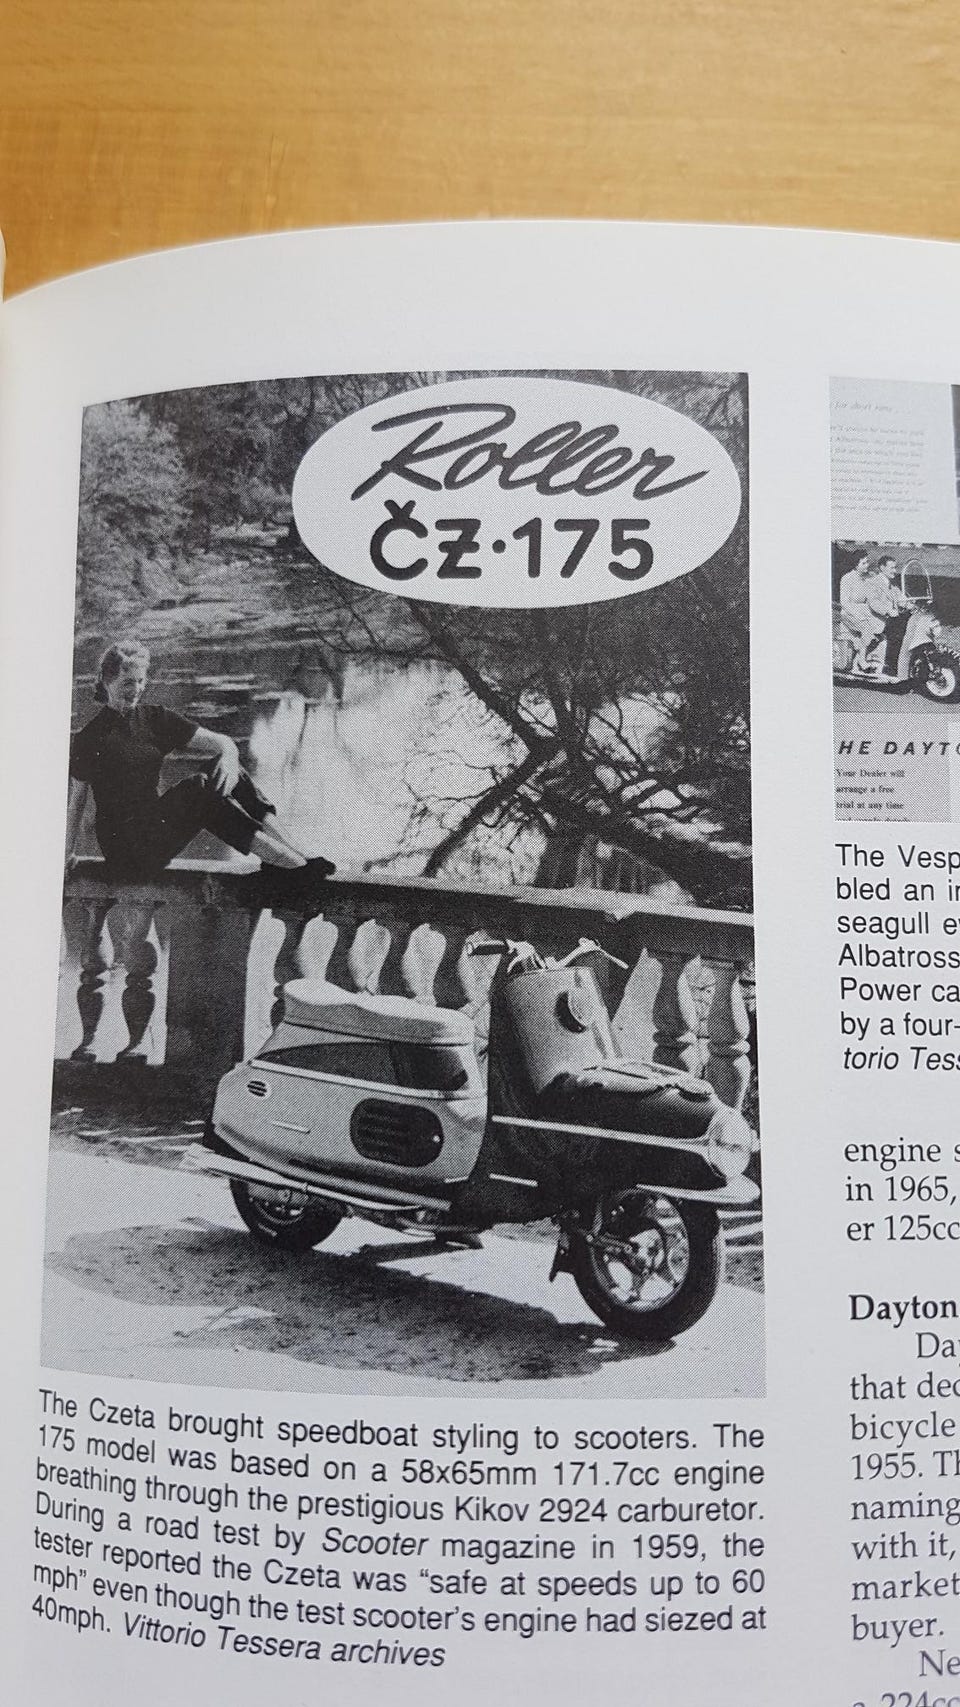 Roller
ČZ·175
The Czeta brought speedboat styling to scooters. The
175 model was based on a 58x65mm 171.7cc engine
breathing through the prestigious Kikov 2924 carburetor.
During a road test by Scooter magazine in 1959, the
tester reported the Czeta was “safe at speeds up to 60
mph” even though the test scooter’s engine had siezed at
40mph. Vittorio Tessera archives
for short runs
HE DAYT
Your Dealer will
arrange a free
trial at any time
The Vesp
bled an i
seagull e
Albatross
Power ca
by a four-
torio Tess
engine s
in 1965,
er 125cc
Dayton
Da
that dec
bicycle
1955. Th
naming
with it,
market
buyer.
Ne
a 224cc